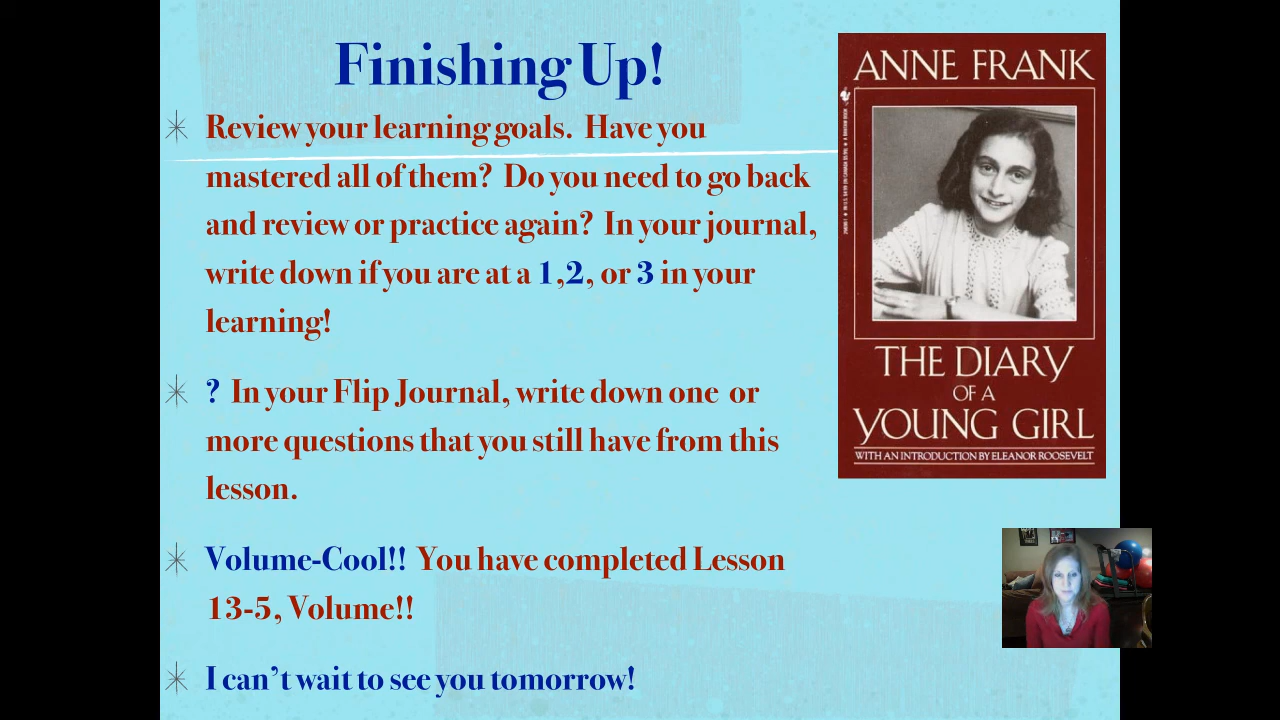 Finishing Up!
Review your learning goals. Have you
mastered all of them? Do you need to go back
and review or practice again? In your journal,
write down if you are at a 1,2, or 3 in your
learning!
? In your Flip Journal, write down one or
more questions that you still have from this
lesson.
Volume-Cool!! You have completed Lesson
13-5, Volume!!
I can't wait to see you tomorrow!
ANNE FRANK
THE DIARY
OF A
YOUNG GIRL
WITH AN INTRODUCTION BY ELEANOR ROOSEVELT